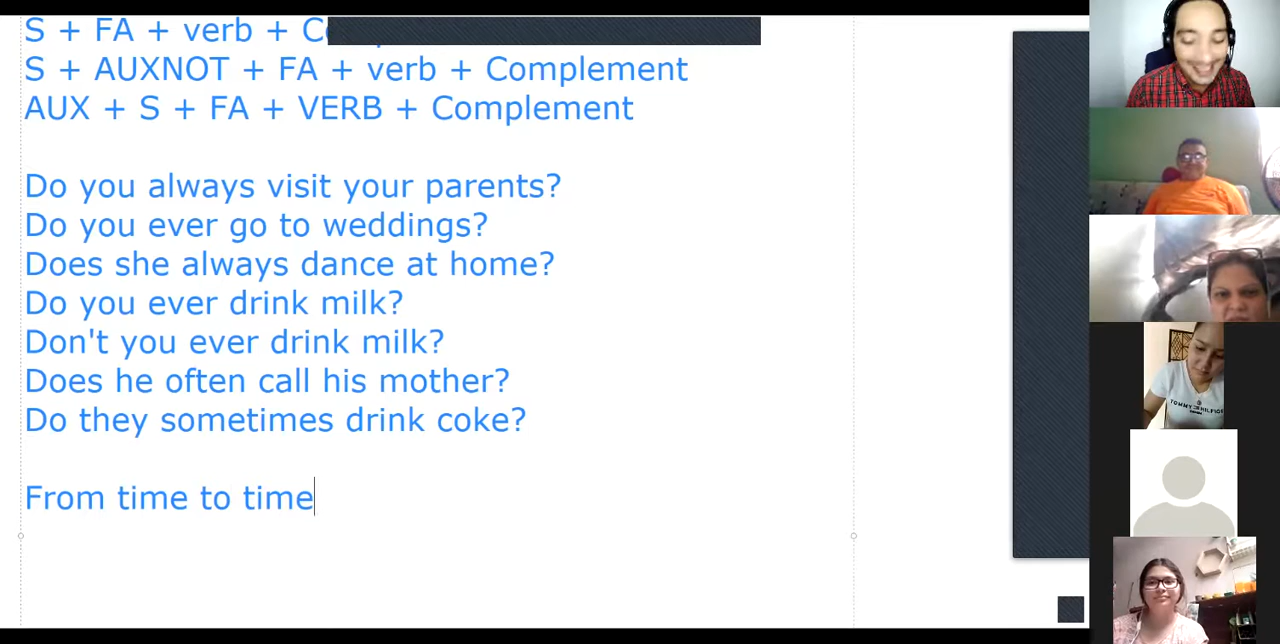 S + FA + verb +
S + AUXNOT + FA + verb + Complement
AUX + S + FA + VERB + Complement
Do you always visit your parents?
Do you ever go to weddings?
Does she always dance at home?
Do you ever drink milk?
Don't you ever drink milk?
Does he often call his mother?
Do they sometimes drink coke?
From time to time
TOMMY HILFIGER